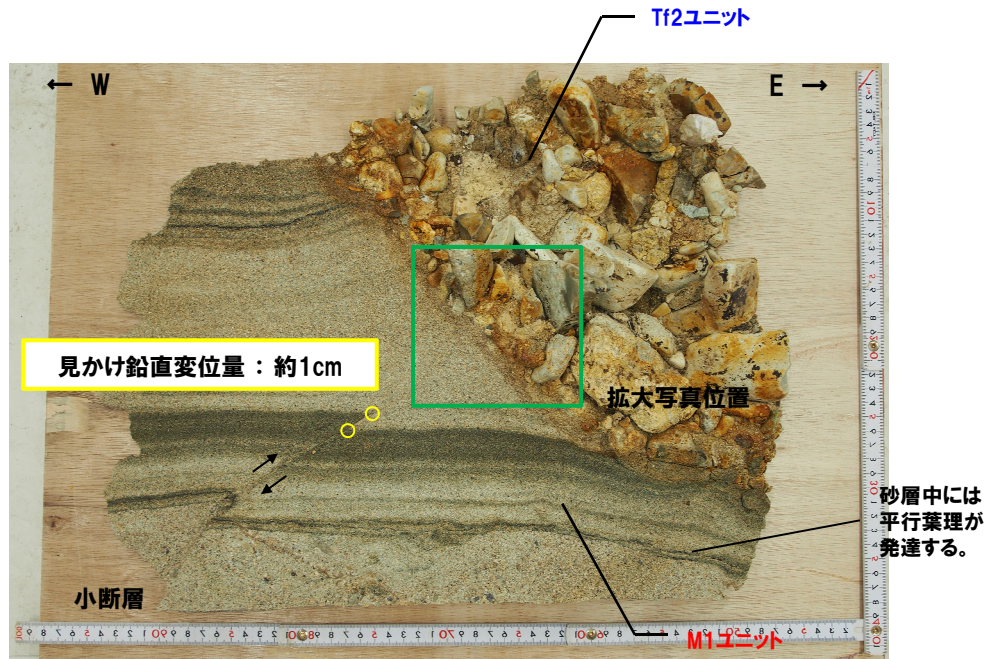 Tf2ユニット
← W
E →
見かけ鉛直変位量 : 約1cm
拡大写真位置
砂層中には
平行葉理が
発達する。
小断層
M1ユニット